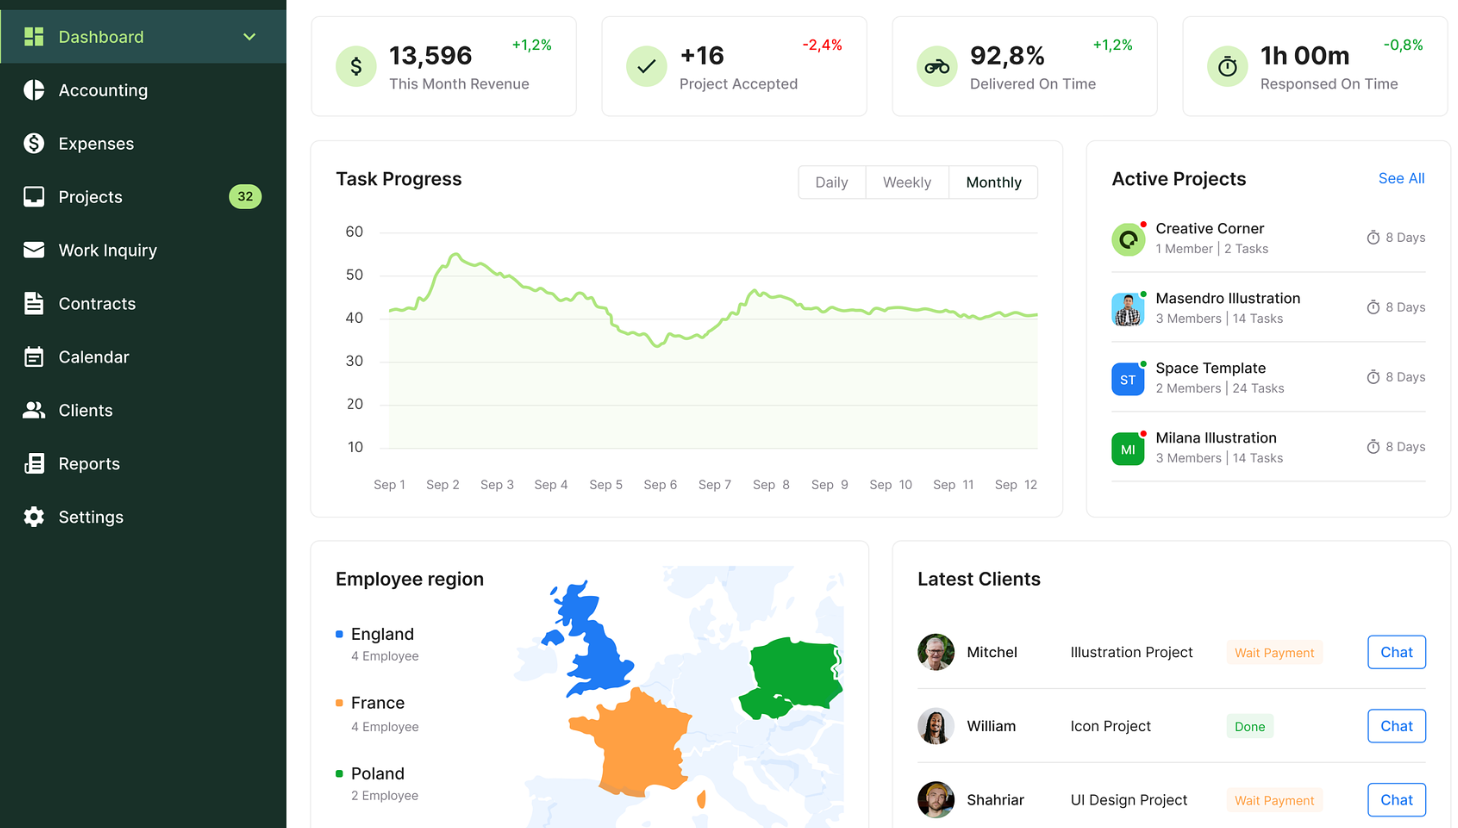 Dashboard
Accounting
Expenses
Projects 32
Work Inquiry
Contracts
Calendar
Clients
Reports
Settings
13,596 +1,2%
This Month Revenue
+16 -2,4%
Project Accepted
92,8% +1,2%
Delivered On Time
1h 00m -0,8%
Responsed On Time
Task Progress
Daily Weekly Monthly
60
50
40
30
20
10
Sep 1 Sep 2 Sep 3 Sep 4 Sep 5 Sep 6 Sep 7 Sep 8 Sep 9 Sep 10 Sep 11 Sep 12
Active Projects See All
Creative Corner
1 Member | 2 Tasks
8 Days
Masendro Illustration
3 Members | 14 Tasks
8 Days
ST
Space Template
2 Members | 24 Tasks
8 Days
MI
Milana Illustration
3 Members | 14 Tasks
8 Days
Employee region
England
4 Employee
France
4 Employee
Poland
2 Employee
Latest Clients
Mitchel Illustration Project Wait Payment Chat
William Icon Project Done Chat
Shahriar UI Design Project Wait Payment Chat